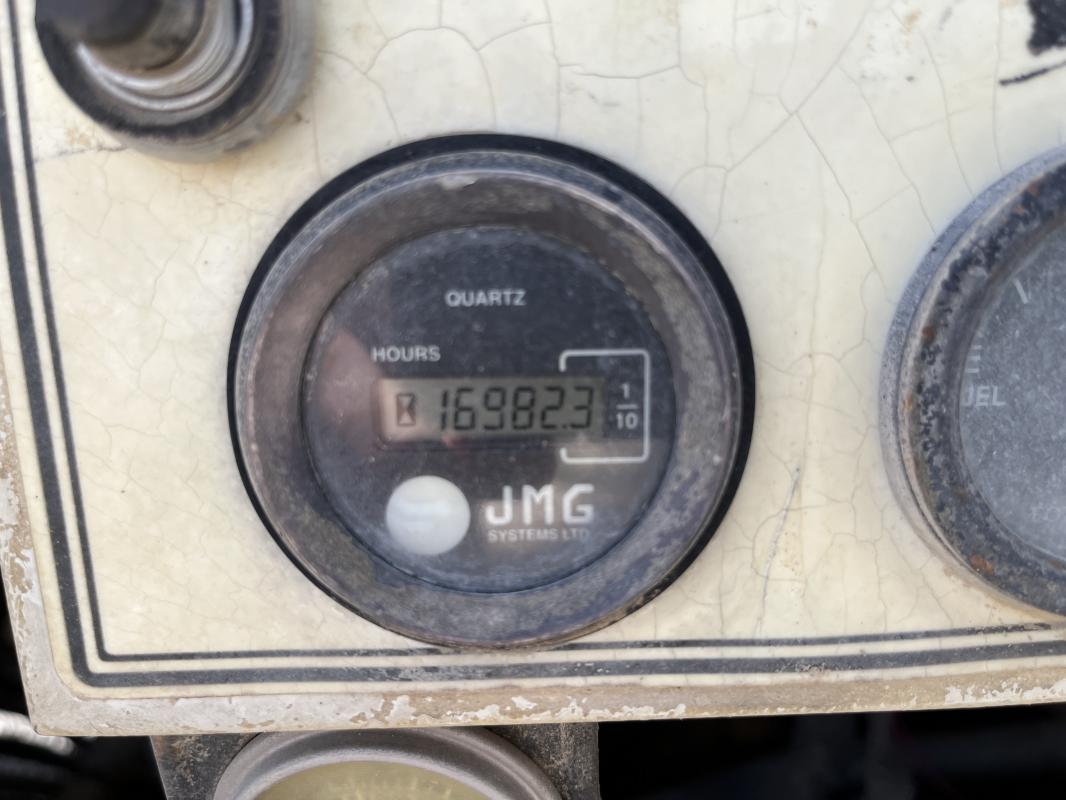 QUARTZ
HOURS
16982.3
1
10
JMG
SYSTEMS LTD